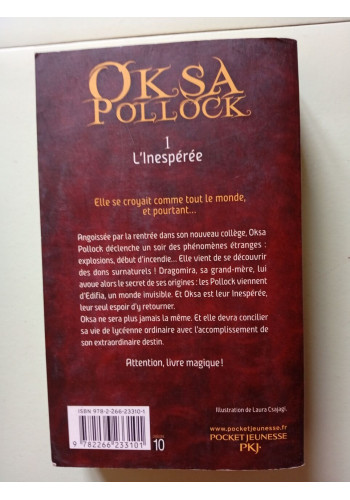 OKSA
POLLOCK
1
L'Inespérée
Elle se croyait comme tout le monde,
et pourtant...
Angoissée par la rentrée dans son nouveau collège, Oksa
Pollock déclenche un soir des phénomènes étranges :
explosions, début d'incendie... Elle vient de se découvrir
des dons surnaturels ! Dragomira, sa grand-mère, lui
avoue alors le secret de ses origines : les Pollock viennent
d'Édifia, un monde invisible. Et Oksa est leur Inespérée,
leur seul espoir d'y retourner.
Oksa ne sera plus jamais la même. Et elle devra concilier
sa vie de lycéenne ordinaire avec l'accomplissement de
son extraordinaire destin.
Attention, livre magique !
ISBN 978-2-266-23310-1
9 782266 233101
10
Illustration de Laura Csajagi.
www.pocketjeunesse.fr
POCKET JEUNESSE
PKJ·